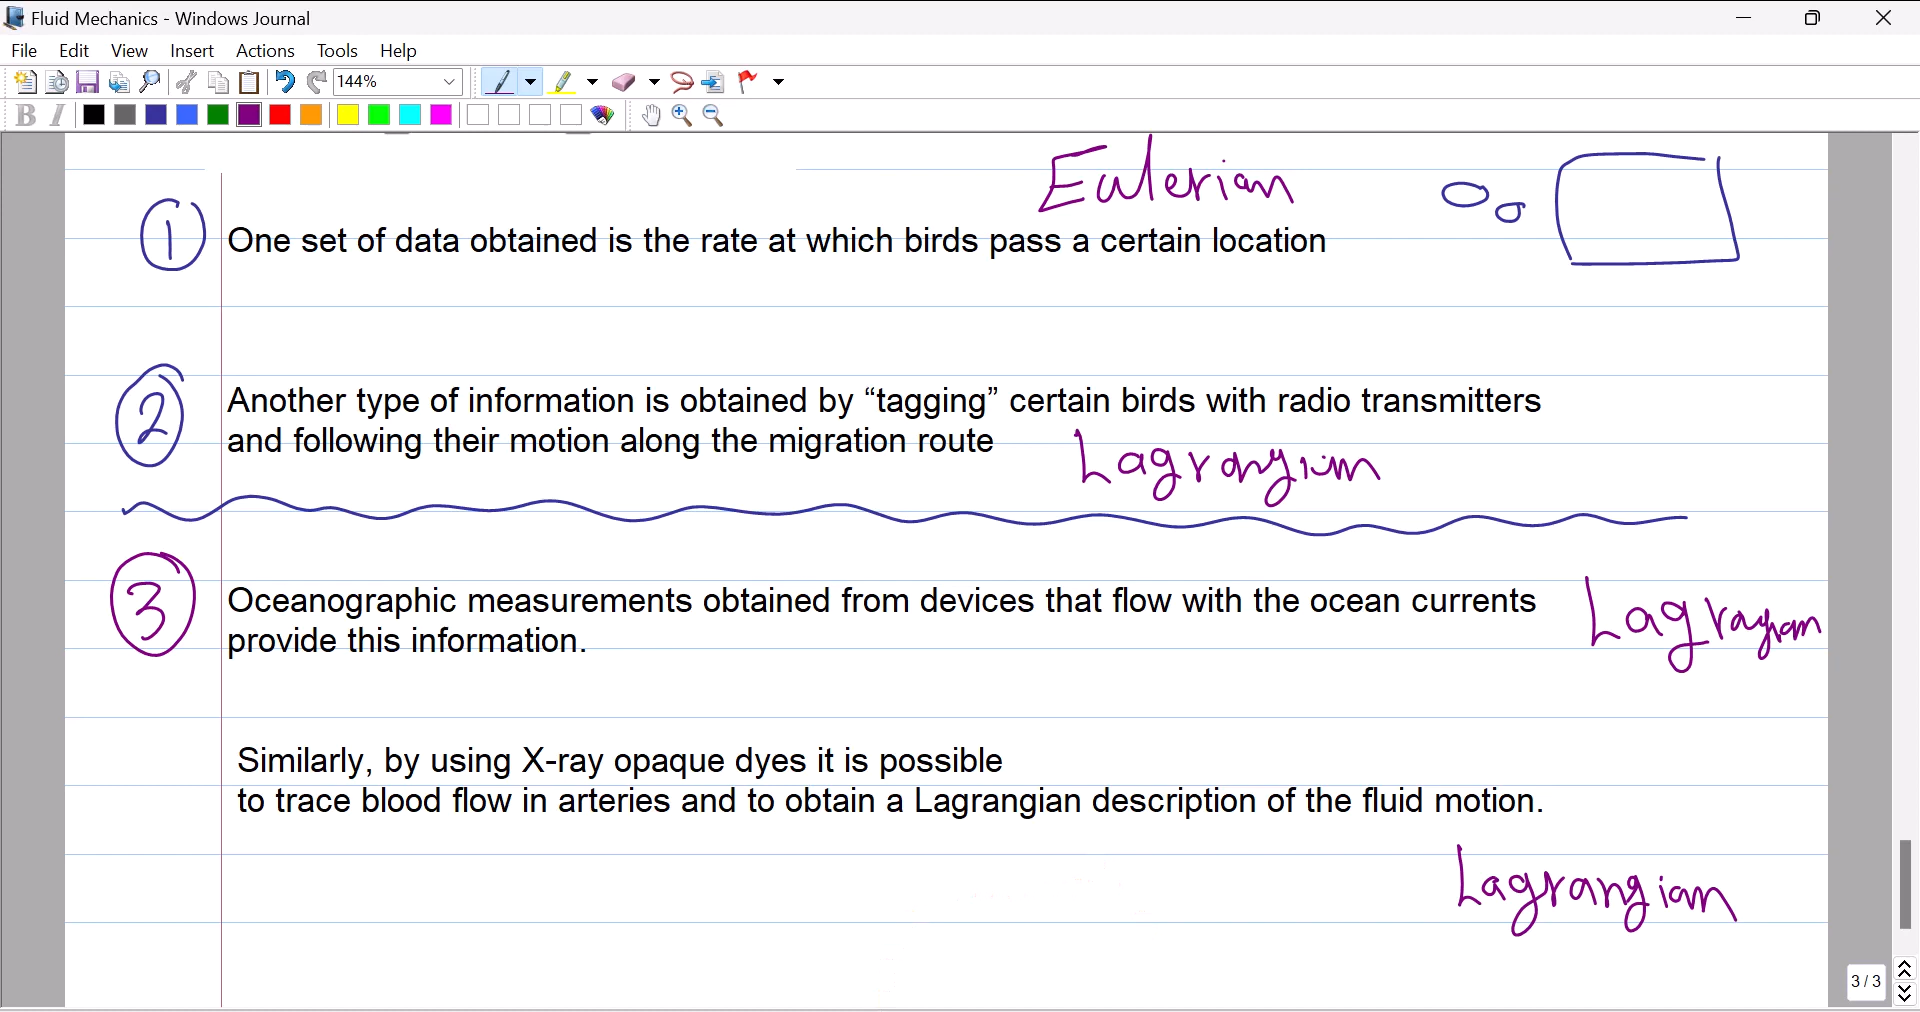 Fluid Mechanics - Windows Journal
File Edit View Insert Actions Tools Help
144%
B I
Eulerian
1 One set of data obtained is the rate at which birds pass a certain location
2 Another type of information is obtained by “tagging” certain birds with radio transmitters
and following their motion along the migration route
Lagrangian
3 Oceanographic measurements obtained from devices that flow with the ocean currents
provide this information.
Lagrangian
Similarly, by using X-ray opaque dyes it is possible
to trace blood flow in arteries and to obtain a Lagrangian description of the fluid motion.
Lagrangian
3 / 3